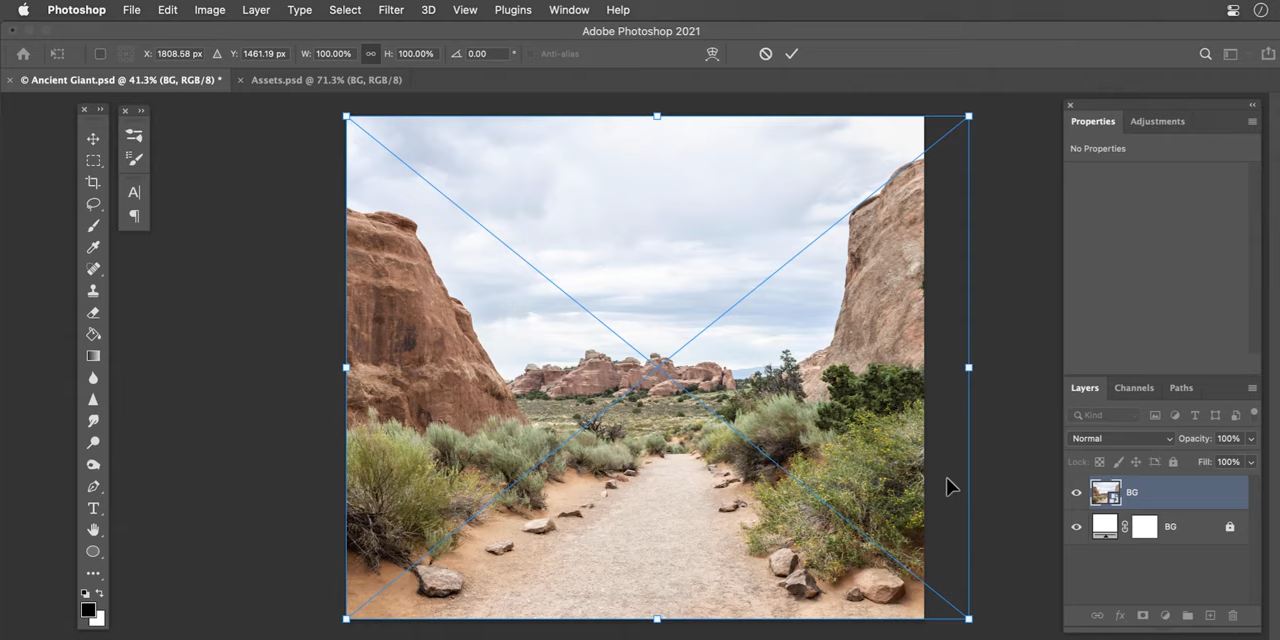 Photoshop File Edit Image Layer Type Select Filter 3D View Plugins Window Help
Adobe Photoshop 2021
X: 1808.58 px Y: 1461.19 px W: 100.00% H: 100.00% 0.00 ° Anti-alias
× © Ancient Giant.psd @ 41.3% (BG, RGB/8) * × Assets.psd @ 71.3% (BG, RGB/8)
Properties Adjustments
No Properties
Layers Channels Paths
Kind
Normal Opacity: 100%
Lock: Fill: 100%
BG
BG